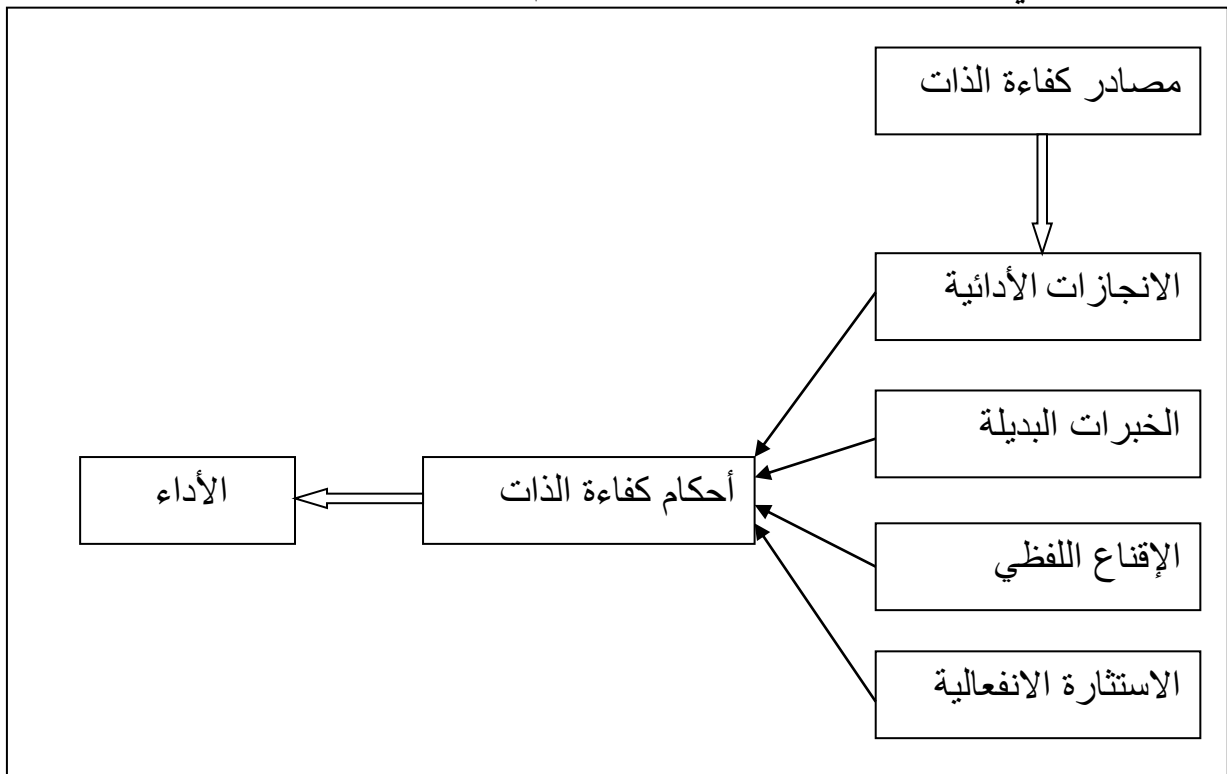 مصادر كفاءة الذات
الانجازات الأدائية
الخبرات البديلة
أحكام كفاءة الذات
الأداء
الإقناع اللفظي
الاستثارة الانفعالية